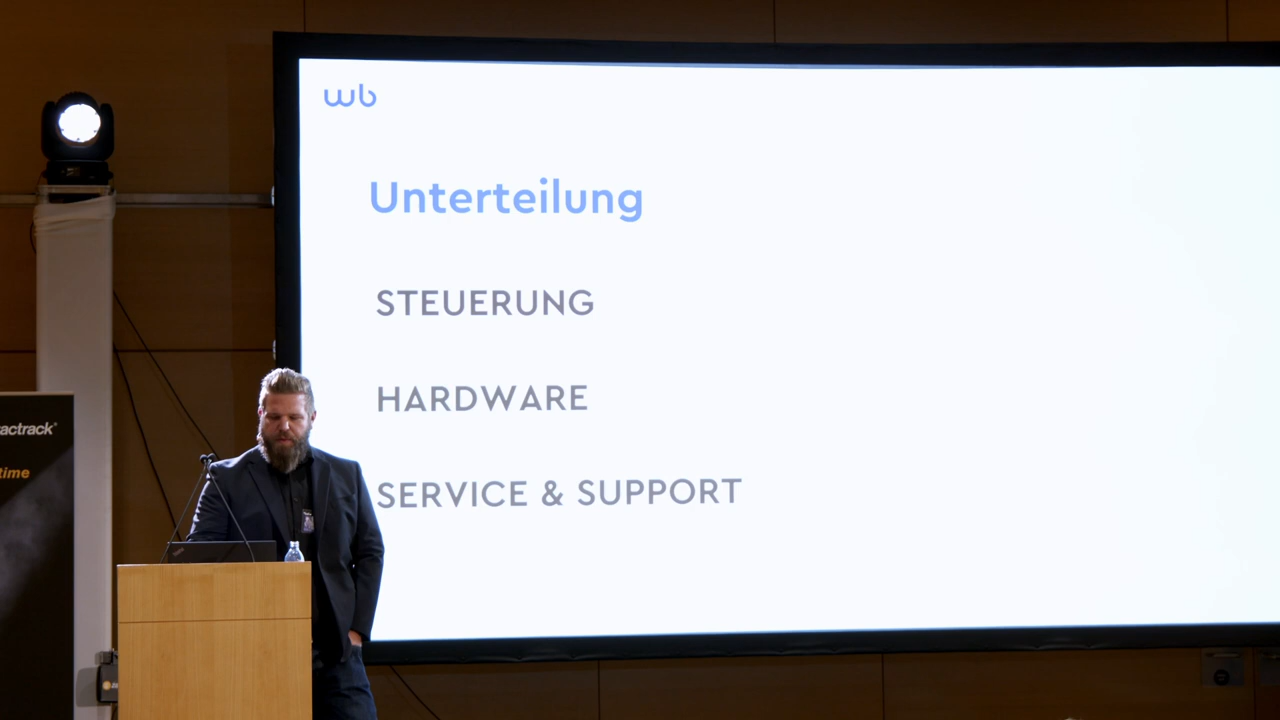 wb
Unterteilung
STEUERUNG
HARDWARE
SERVICE & SUPPORT
actrack®
time